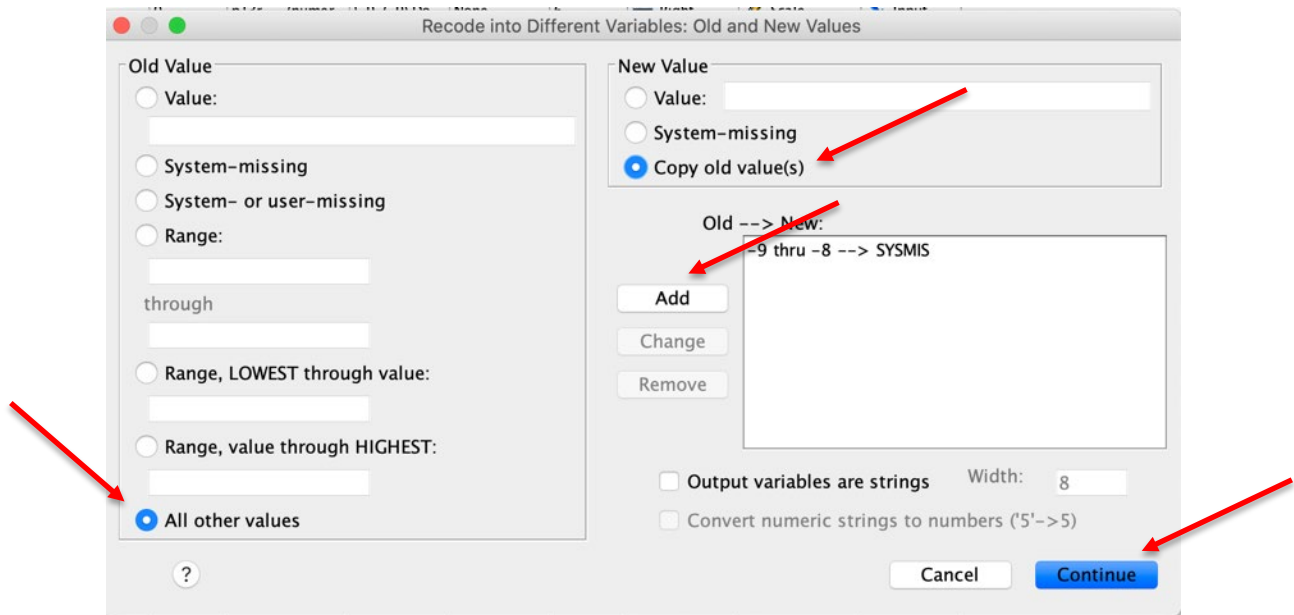 Recode into Different Variables: Old and New Values
Old Value
Value:
System-missing
System- or user-missing
Range:
through
Range, LOWEST through value:
Range, value through HIGHEST:
All other values
?
New Value
Value:
System-missing
Copy old value(s)
Old --> New:
-9 thru -8 --> SYSMIS
Add
Change
Remove
Output variables are strings Width: 8
Convert numeric strings to numbers ('5'->5)
Cancel Continue